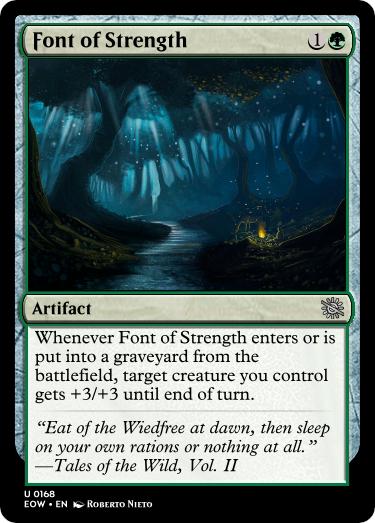 Font of Strength 1
Artifact
Whenever Font of Strength enters or is
put into a graveyard from the
battlefield, target creature you control
gets +3/+3 until end of turn.
“Eat of the Wiedfree at dawn, then sleep
on your own rations or nothing at all.”
—Tales of the Wild, Vol. II
U 0168
EOW • EN Roberto Nieto